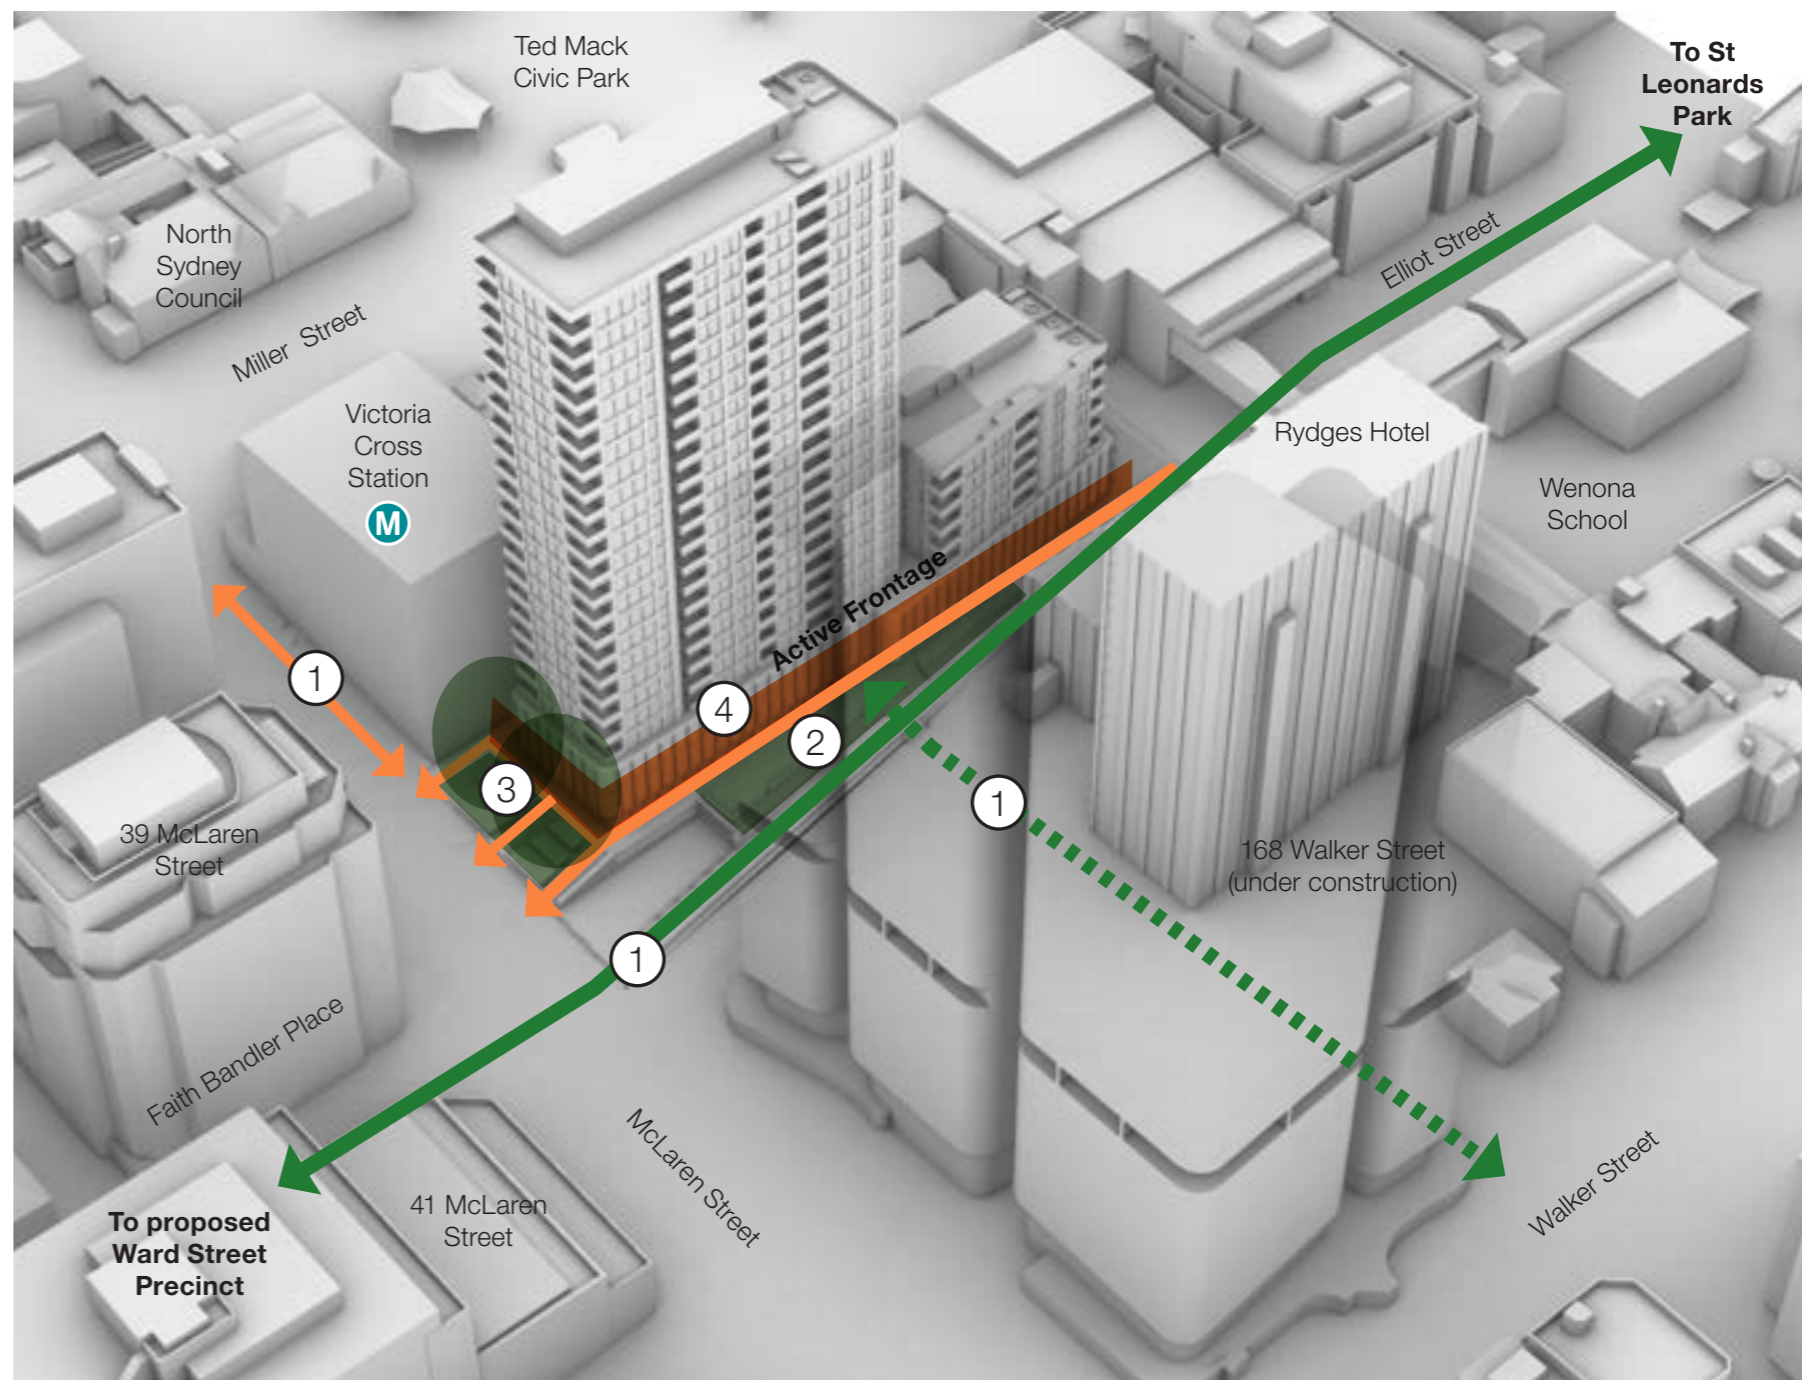 Ted Mack
Civic Park
To St
Leonards
Park
North
Sydney
Council
Elliot Street
Miller Street
Victoria
Cross
Station
M
Rydges Hotel
Wenona
School
Active Frontage
1
4
2
3
1
39 McLaren
Street
168 Walker Street
(under construction)
1
Faith Bandler Place
McLaren Street
Walker Street
41 McLaren
Street
To proposed
Ward Street
Precinct